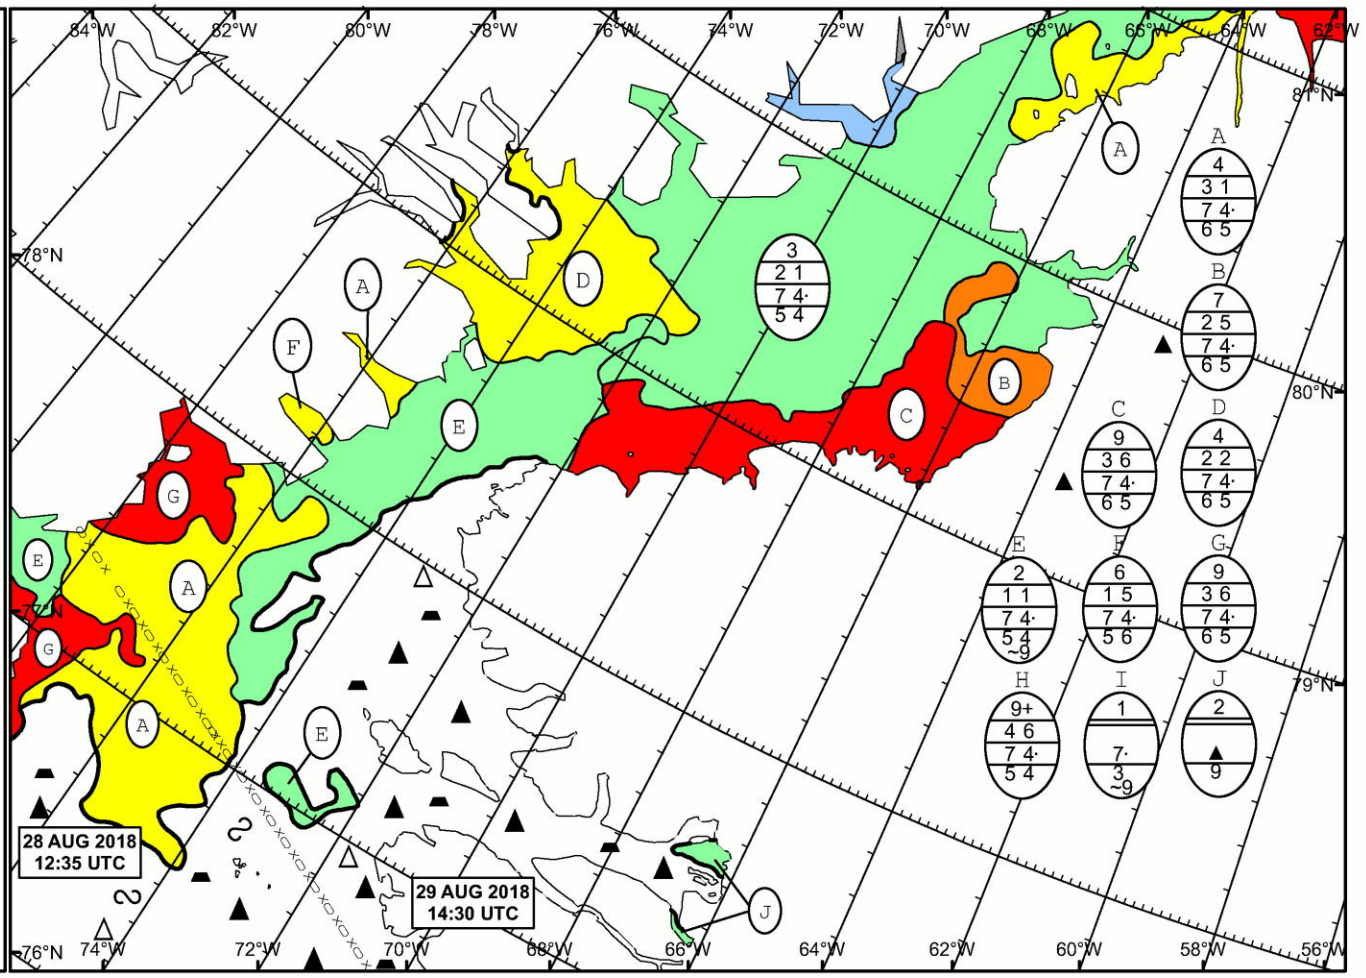 84°W 82°W 80°W 78°W 76°W 74°W 72°W 70°W 68°W 66°W 64°W 62°W
81°N
A
A
4
3 1
7 4·
6 5
78°N
D
3
2 1
7 4·
5 4
A
B
7
2 5
7 4·
6 5
F
B
80°N
E
C
C
9
3 6
7 4·
6 5
D
4
2 2
7 4·
6 5
G
E
A
E
2
1 1
7 4·
5 4
~9
F
6
1 5
7 4·
5 6
G
9
3 6
7 4·
6 5
77°N
G
79°N
A
E
H
9+
4 6
7 4·
5 4
I
1
7·
3
~9
J
2
9
28 AUG 2018
12:35 UTC
29 AUG 2018
14:30 UTC
J
76°N
74°W 72°W 70°W 68°W 66°W 64°W 62°W 60°W 58°W 56°W